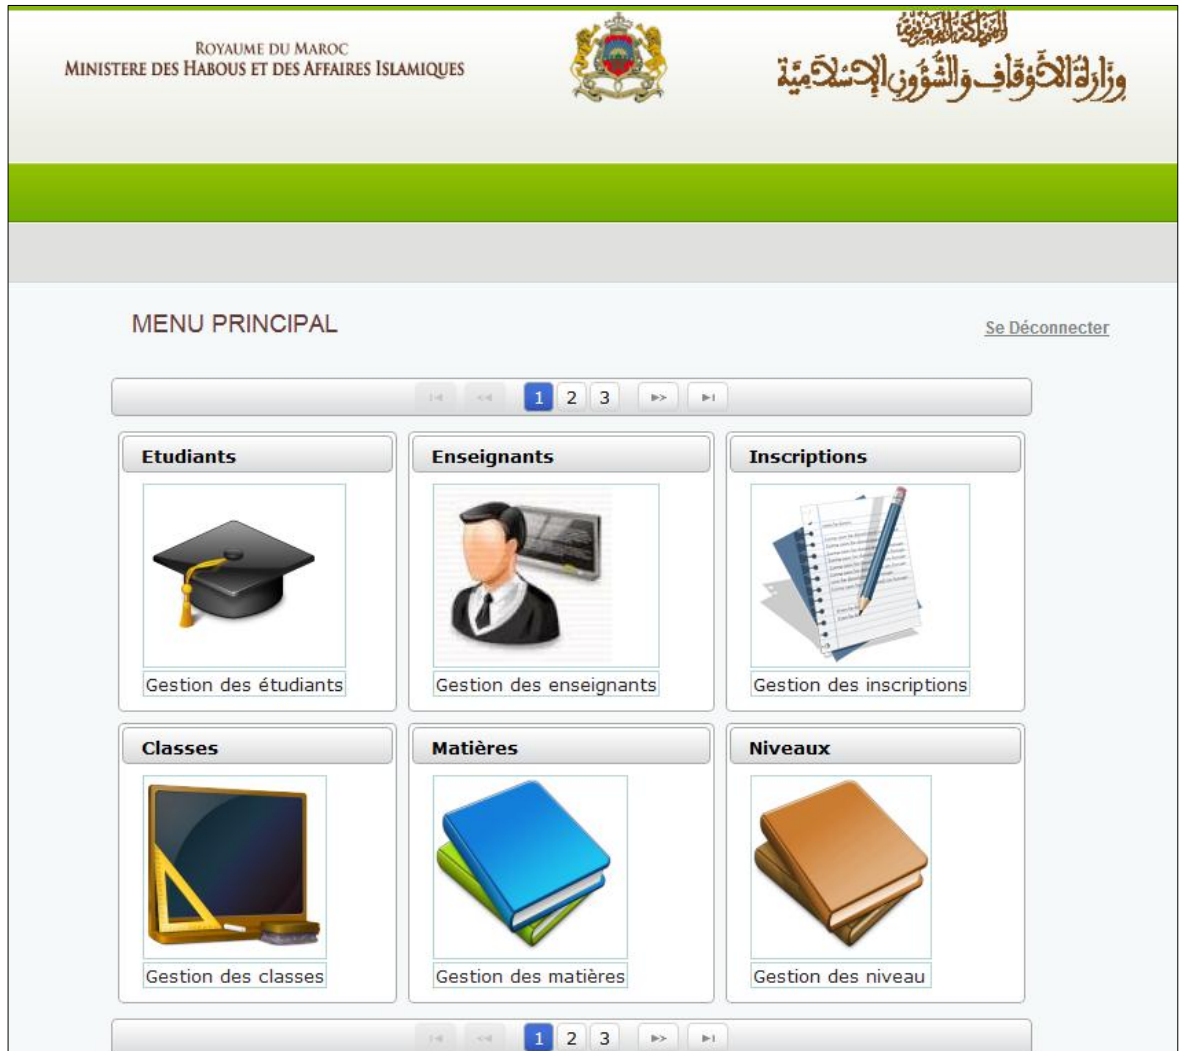 ROYAUME DU MAROC
MINISTERE DES HABOUS ET DES AFFAIRES ISLAMIQUES
المملكة المغربية
وزارة الأوقاف والشؤون الإسلامية
MENU PRINCIPAL
Se Déconnecter
1 2 3
Etudiants
Enseignants
Inscriptions
Gestion des étudiants
Gestion des enseignants
Gestion des inscriptions
Classes
Matières
Niveaux
Gestion des classes
Gestion des matières
Gestion des niveau
1 2 3